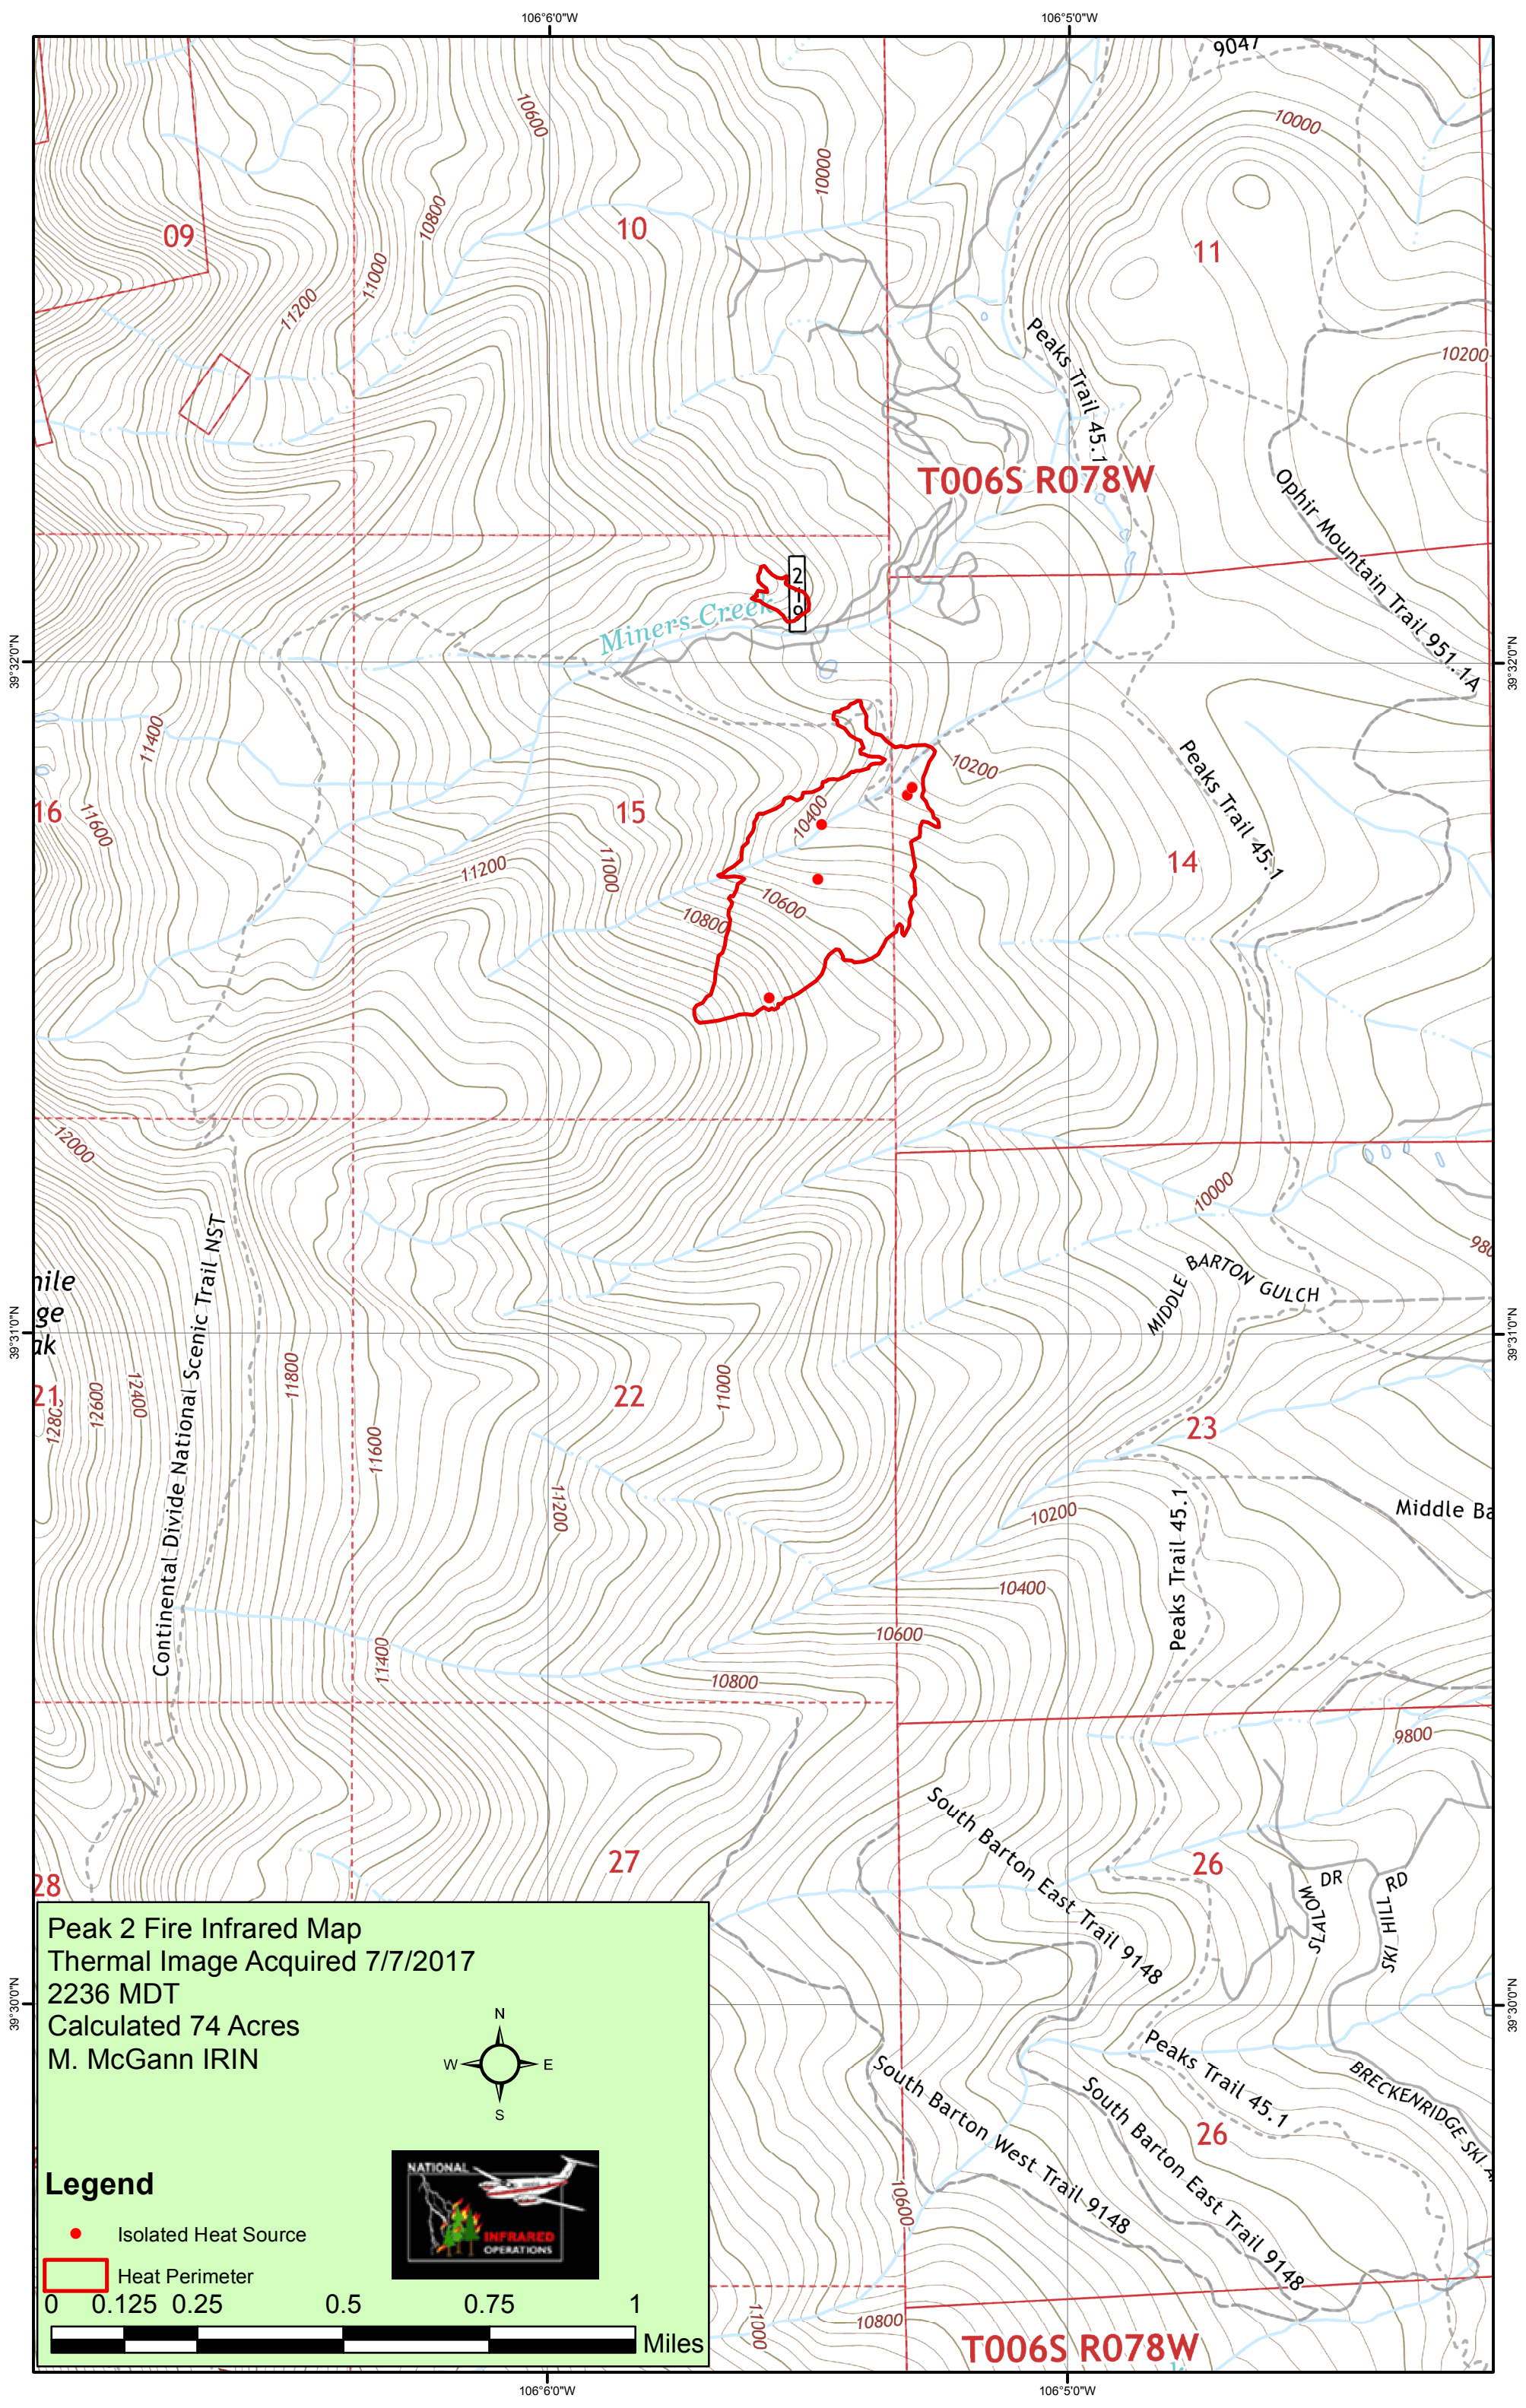 106°6'0"W
106°5'0"W
9047
10600
10000
10000
09
10
11
10800
11000
11200
Peaks Trail 45.1
10200
T006S R078W
Ophir Mountain Trail 951.1A
2
9
Miners Creek
39°32'0"N
39°32'0"N
11400
16
11600
15
10400
10200
Peaks Trail 45.1
14
11200
11000
10600
10800
12000
10000
MIDDLE BARTON GULCH
980
nile
ge
ak
39°31'0"N
39°31'0"N
Continental Divide National Scenic Trail NST
21
12800
12600
12400
11800
11600
22
11000
23
11200
10200
Middle Ba
Peaks Trail 45.1
10400
10600
11400
10800
9800
South Barton East Trail 9148
27
26
28
SLALOM DR
SKI HILL RD
39°30'0"N
39°30'0"N
Peaks Trail 45.1
BRECKENRIDGE SKI A
South Barton West Trail 9148
South Barton East Trail 9148
26
10600
11000
10800
T006S R078W
Peak 2 Fire Infrared Map
Thermal Image Acquired 7/7/2017
2236 MDT
Calculated 74 Acres
M. McGann IRIN
N
W E
S
NATIONAL
INFRARED
OPERATIONS
Legend
Isolated Heat Source
Heat Perimeter
0 0.125 0.25 0.5 0.75 1
Miles
106°6'0"W
106°5'0"W